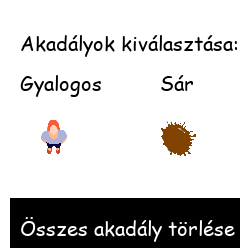 Akadályok kiválasztása:
Gyalogos Sár
Összes akadály törlése